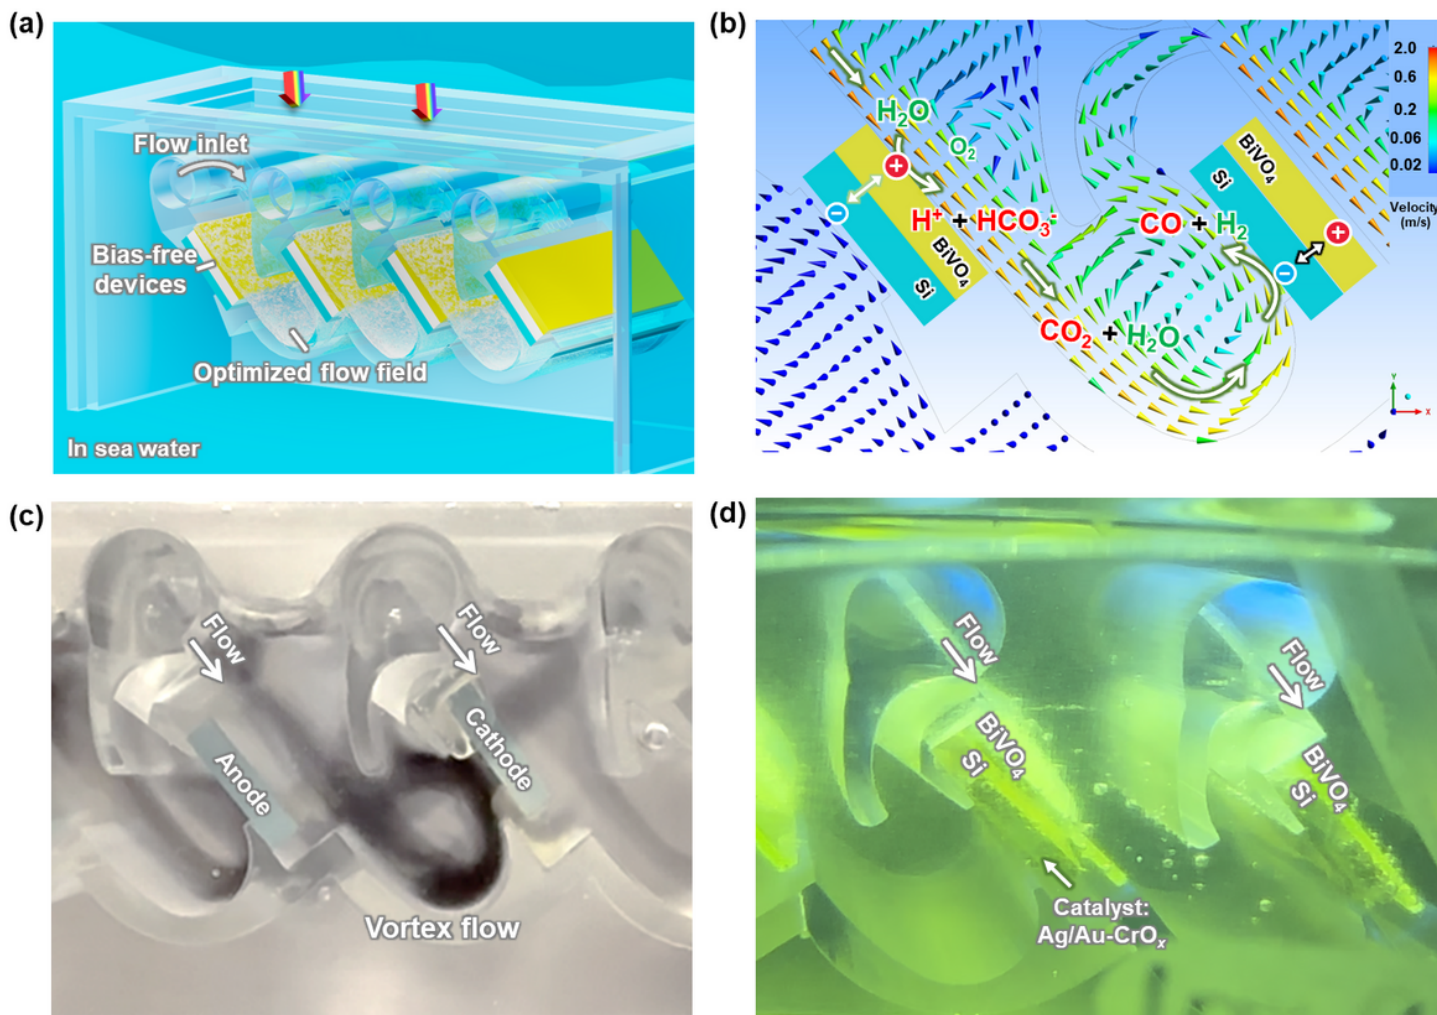 (a)
Flow inlet
Bias-free
devices
Optimized flow field
In sea water
(b)
H₂O
O₂
+
−
H⁺ + HCO₃⁻
BiVO₄
Si
CO₂ + H₂O
CO + H₂
BiVO₄
Si
+
−
2.0
0.6
0.2
0.06
0.02
Velocity
(m/s)
Y
X
(c)
Flow
Flow
Anode
Cathode
Vortex flow
(d)
Flow
Flow
BiVO₄
Si
BiVO₄
Si
Catalyst:
Ag/Au-CrOₓ